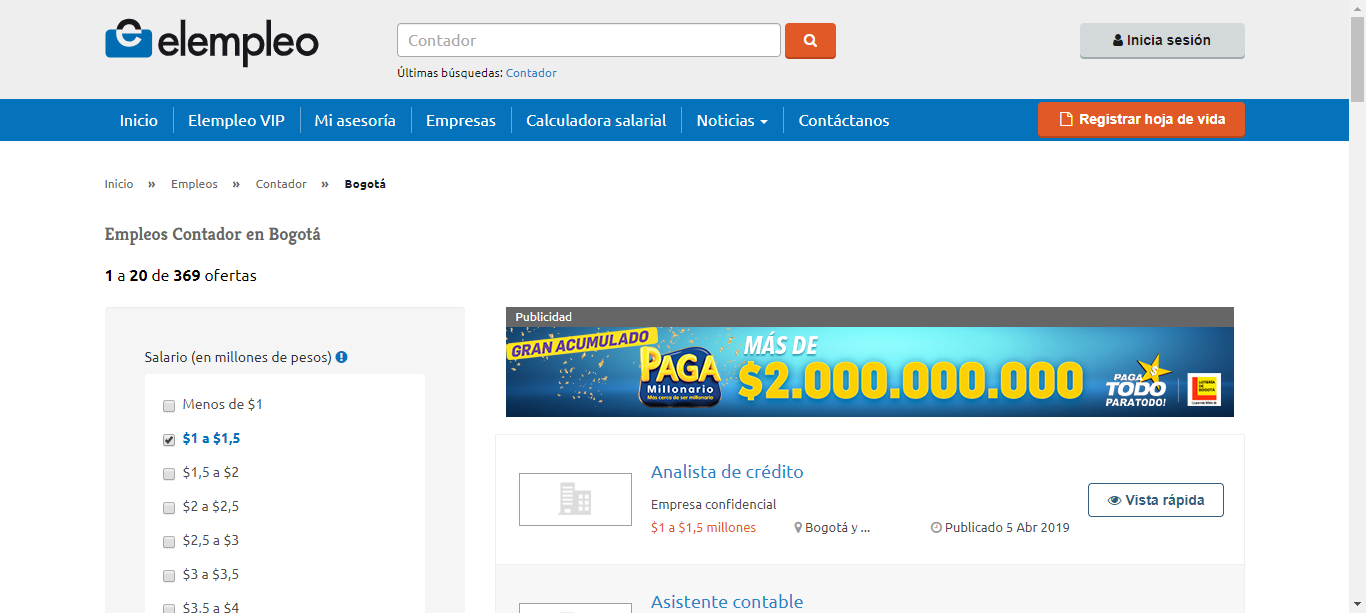 elempleo
Contador
Inicia sesión
Últimas búsquedas: Contador
Inicio
Elempleo VIP
Mi asesoría
Empresas
Calculadora salarial
Noticias
Contáctanos
Registrar hoja de vida
Inicio » Empleos » Contador » Bogotá
Empleos Contador en Bogotá
1 a 20 de 369 ofertas
Salario (en millones de pesos)
Menos de $1
$1 a $1,5
$1,5 a $2
$2 a $2,5
$2,5 a $3
$3 a $3,5
$3,5 a $4
Publicidad
GRAN ACUMULADO
PAGA
Millonario
Más cerca de ser millonario
MÁS DE
$2.000.000.000
PAGA
TODO
PARATODO!
LOTERÍA
DE
BOGOTÁ
Analista de crédito
Empresa confidencial
$1 a $1,5 millones
Bogotá y ...
Publicado 5 Abr 2019
Vista rápida
Asistente contable